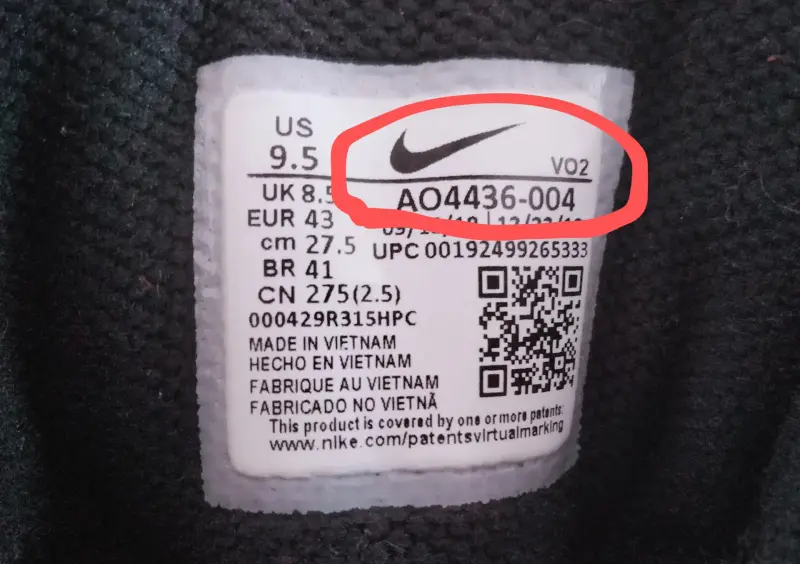 US
9.5
VO2
UK 8.5
AO4436-004
EUR 43
cm 27.5
UPC 00192499265333
BR 41
CN 275(2.5)
000429R315HPC
MADE IN VIETNAM
HECHO EN VIETNAM
FABRIQUE AU VIETNAM
FABRICADO NO VIETNÃ
This product is covered by one or more patents:
www.nike.com/patentsvirtualmarking